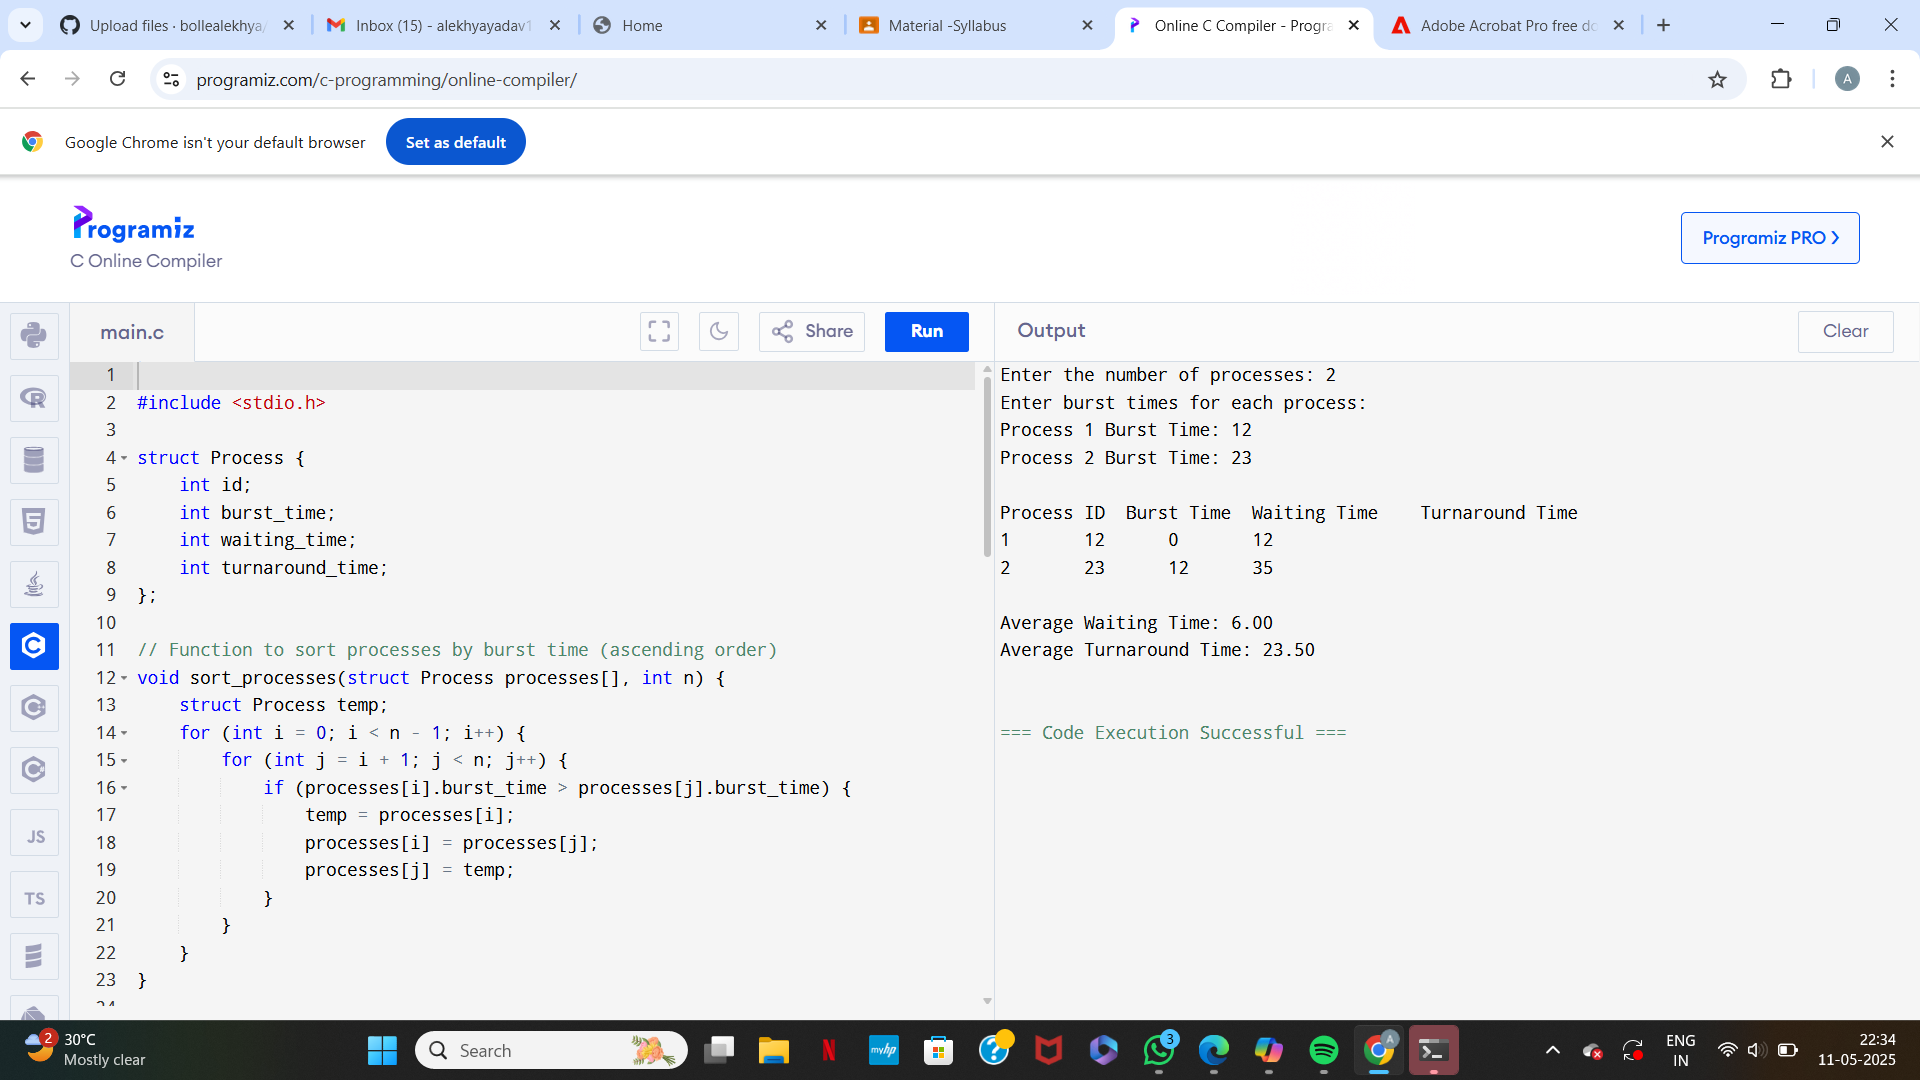 Upload files · bollealekhya/
Inbox (15) - alekhyayadav1
Home
Material -Syllabus
Online C Compiler - Progra
Adobe Acrobat Pro free do
programiz.com/c-programming/online-compiler/
A
Google Chrome isn't your default browser
Set as default
Programiz
C Online Compiler
Programiz PRO
main.c
Share
Run
Output
Clear
1
2 #include <stdio.h>
3
4 struct Process {
5 int id;
6 int burst_time;
7 int waiting_time;
8 int turnaround_time;
9 };
10
11 // Function to sort processes by burst time (ascending order)
12 void sort_processes(struct Process processes[], int n) {
13 struct Process temp;
14 for (int i = 0; i < n - 1; i++) {
15 for (int j = i + 1; j < n; j++) {
16 if (processes[i].burst_time > processes[j].burst_time) {
17 temp = processes[i];
18 processes[i] = processes[j];
19 processes[j] = temp;
20 }
21 }
22 }
23 }
24
Enter the number of processes: 2
Enter burst times for each process:
Process 1 Burst Time: 12
Process 2 Burst Time: 23
Process ID Burst Time Waiting Time Turnaround Time
1 12 0 12
2 23 12 35
Average Waiting Time: 6.00
Average Turnaround Time: 23.50
=== Code Execution Successful ===
JS
TS
2
30°C
Mostly clear
Search
N
myhp
3
A
ENG
IN
22:34
11-05-2025